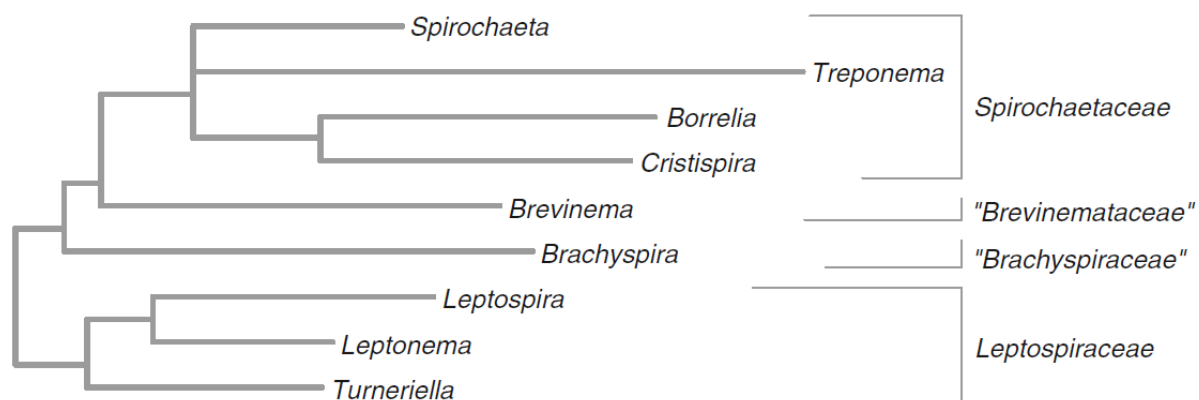 Spirochaeta
Treponema
Spirochaetaceae
Borrelia
Cristispira
Brevinema
"Brevinemataceae"
Brachyspira
"Brachyspiraceae"
Leptospira
Leptonema
Leptospiraceae
Turneriella